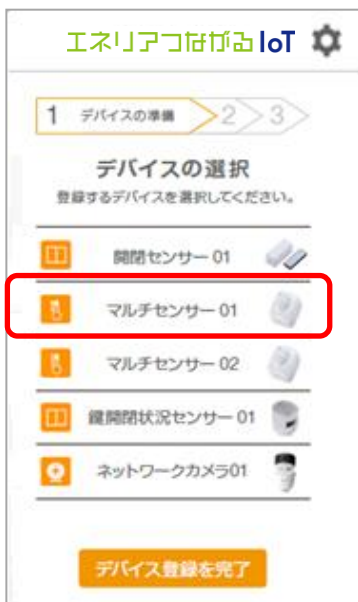 エネリアつながるIoT
1 デバイスの準備 2 3
デバイスの選択
登録するデバイスを選択してください。
開閉センサー 01
マルチセンサー 01
マルチセンサー 02
鍵開閉状況センサー 01
ネットワークカメラ01
デバイス登録を完了